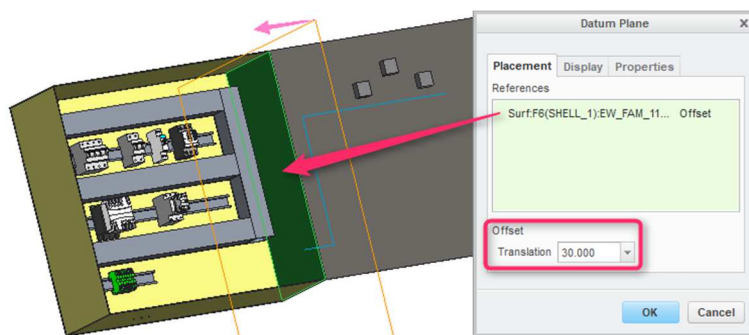 Datum Plane
Placement Display Properties
References
Surf:F6(SHELL_1):EW_FAM_11... Offset
Offset
Translation 30.000
OK Cancel